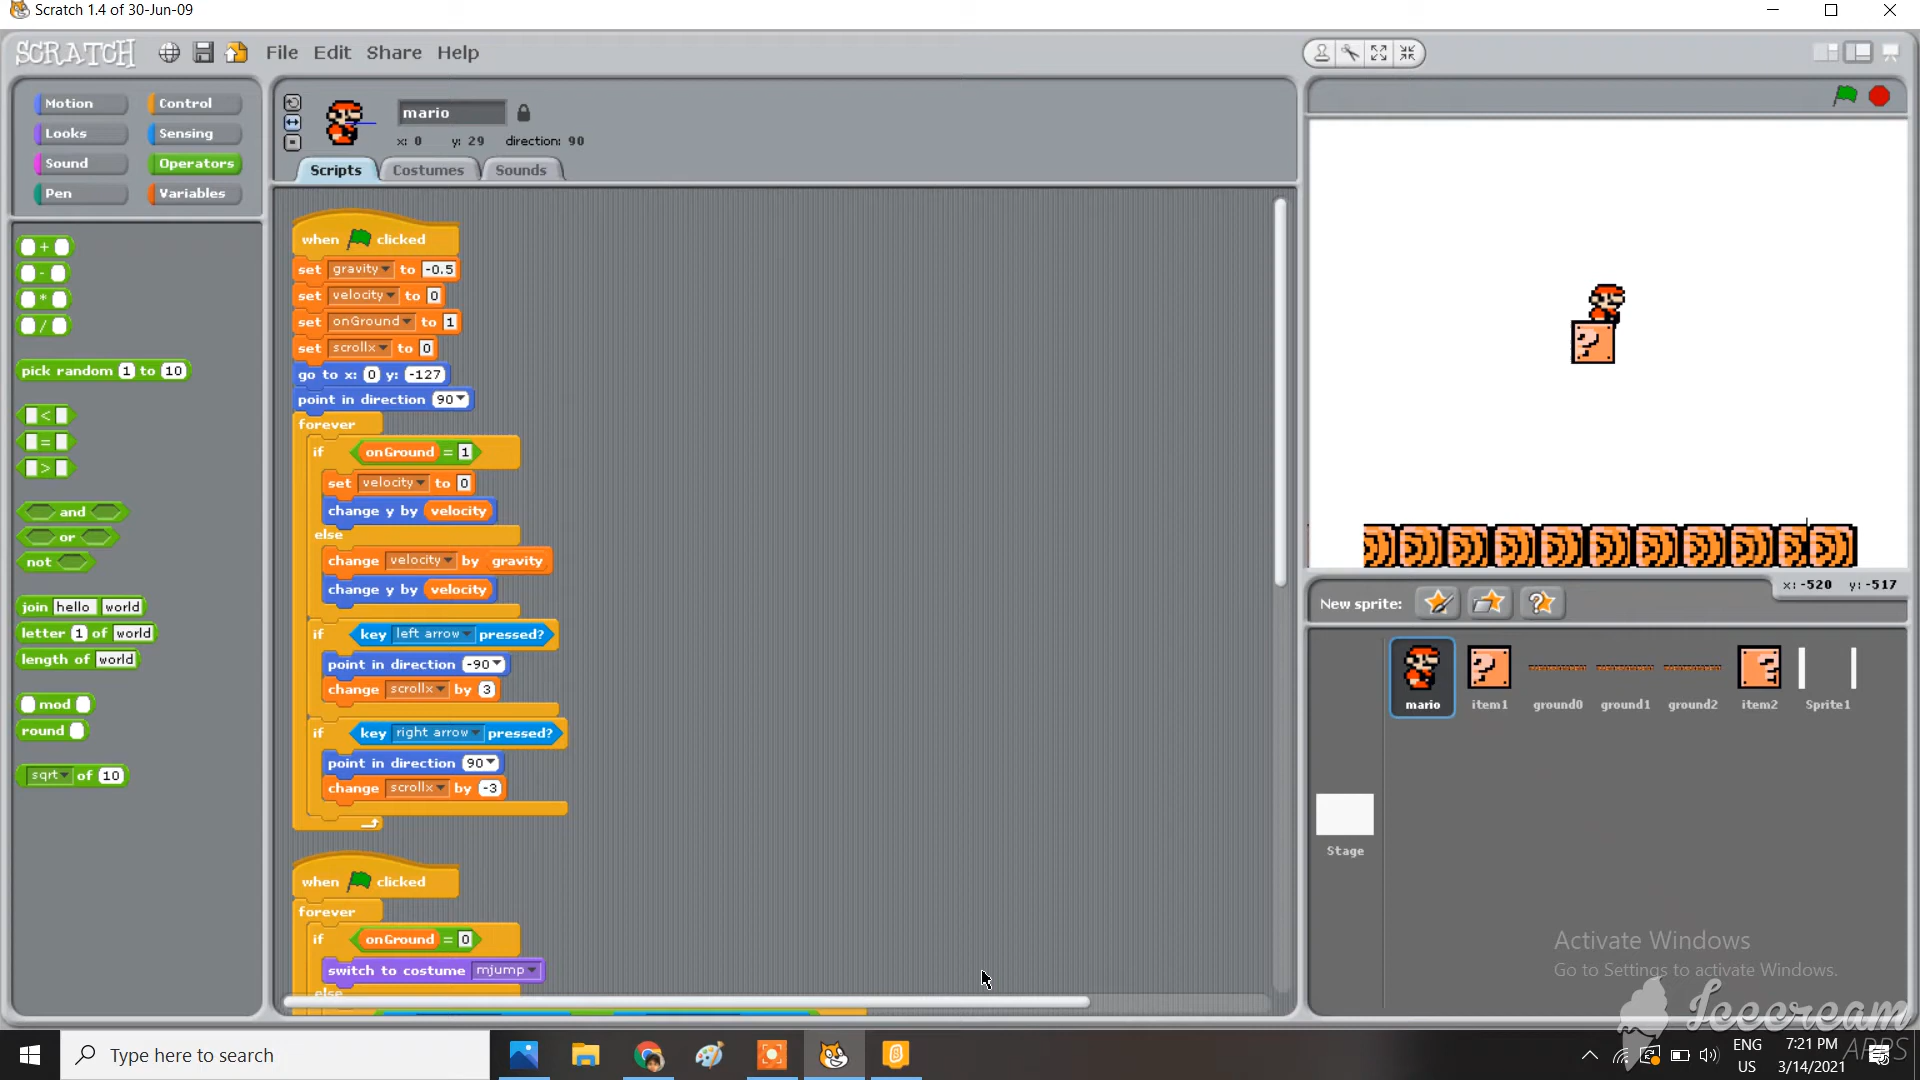 Scratch 1.4 of 30-Jun-09
SCRATCH File Edit Share Help
Motion Control
Looks Sensing
Sound Operators
Pen Variables
+
-
*
/
pick random 1 to 10
<
=
>
and
or
not
join hello world
letter 1 of world
length of world
mod
round
sqrt of 10
mario
x: 0 y: 29 direction: 90
Scripts Costumes Sounds
when clicked
set gravity to -0.5
set velocity to 0
set onGround to 1
set scrollx to 0
go to x: 0 y: -127
point in direction 90
forever
if onGround = 1
set velocity to 0
change y by velocity
else
change velocity by gravity
change y by velocity
if key left arrow pressed?
point in direction -90
change scrollx by 3
if key right arrow pressed?
point in direction 90
change scrollx by -3
when clicked
forever
if onGround = 0
switch to costume mjump
else
?
x: -520 y: -517
New sprite: ?
mario item1 ground0 ground1 ground2 item2 Sprite1
Stage
Activate Windows
Go to Settings to activate Windows.
Icecream
APPS
Type here to search
ENG
US
7:21 PM
3/14/2021